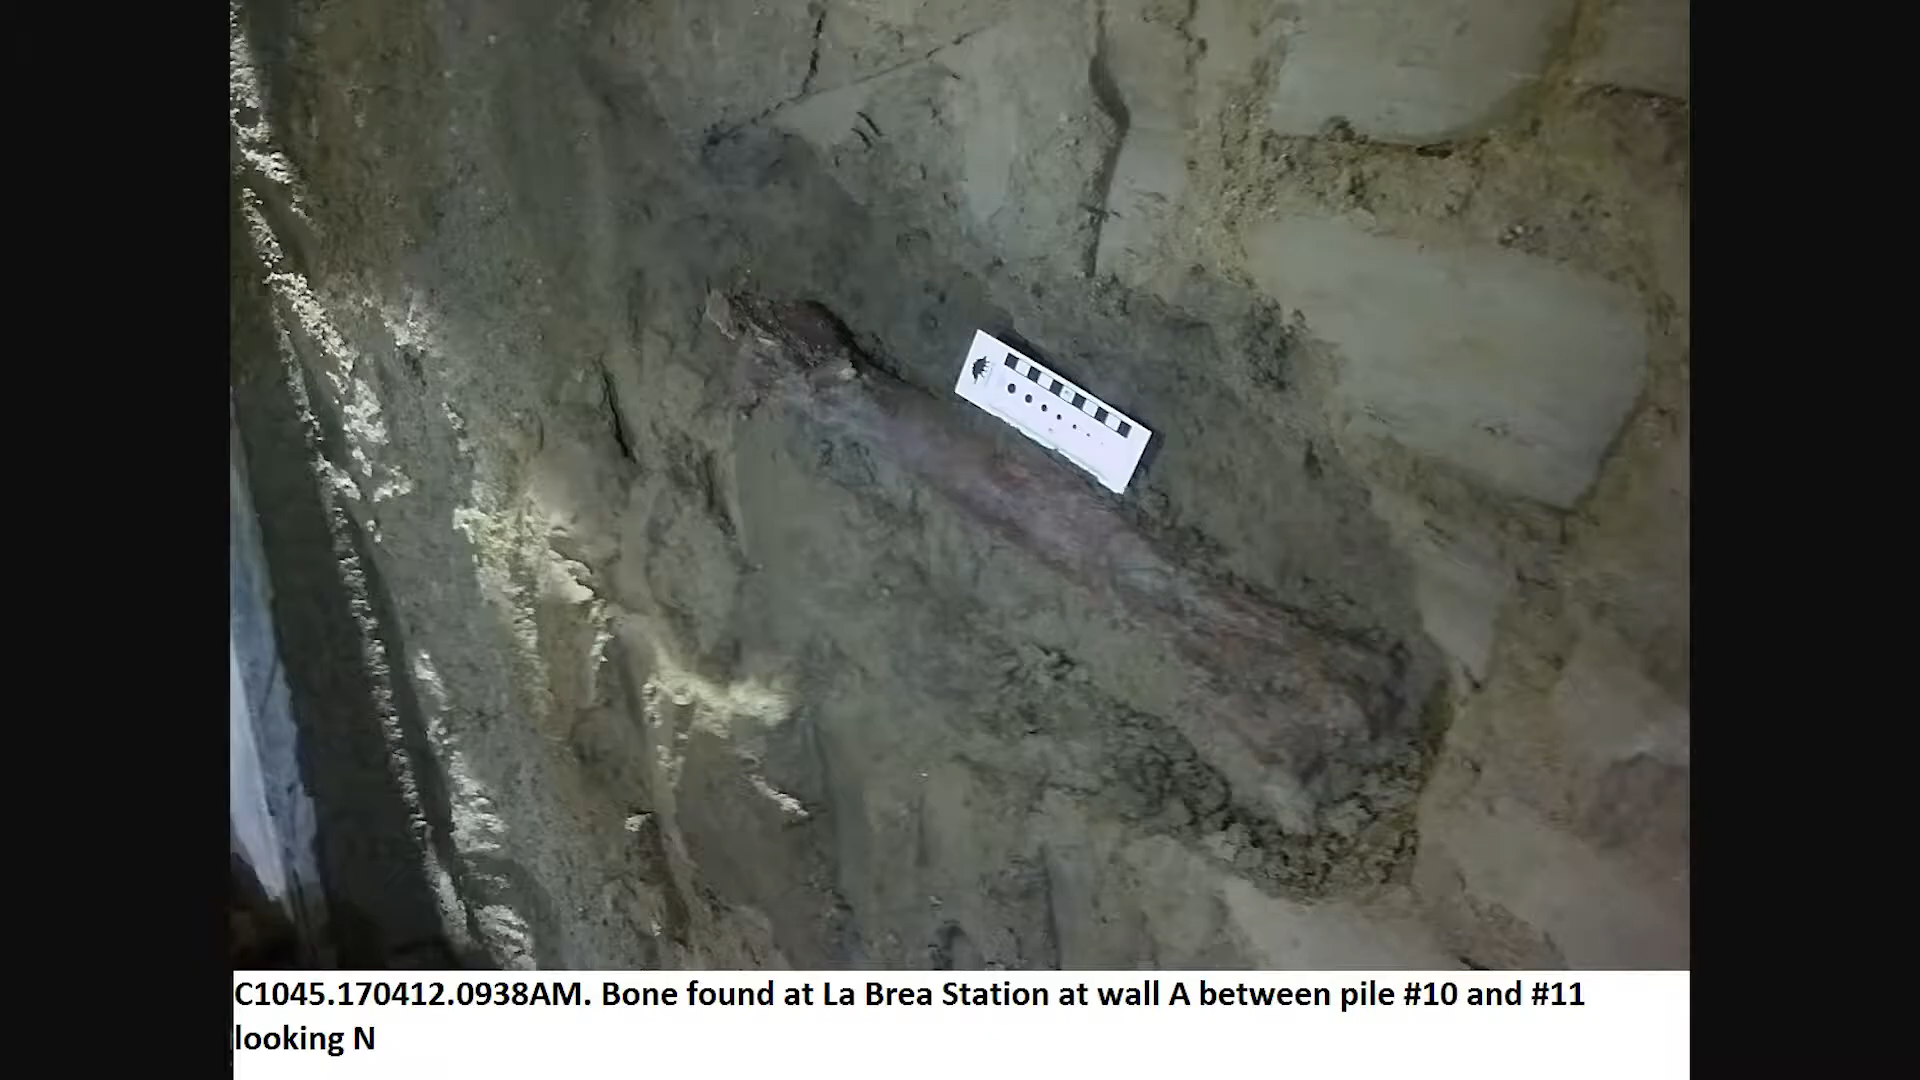 C1045.170412.0938AM. Bone found at La Brea Station at wall A between pile #10 and #11
looking N